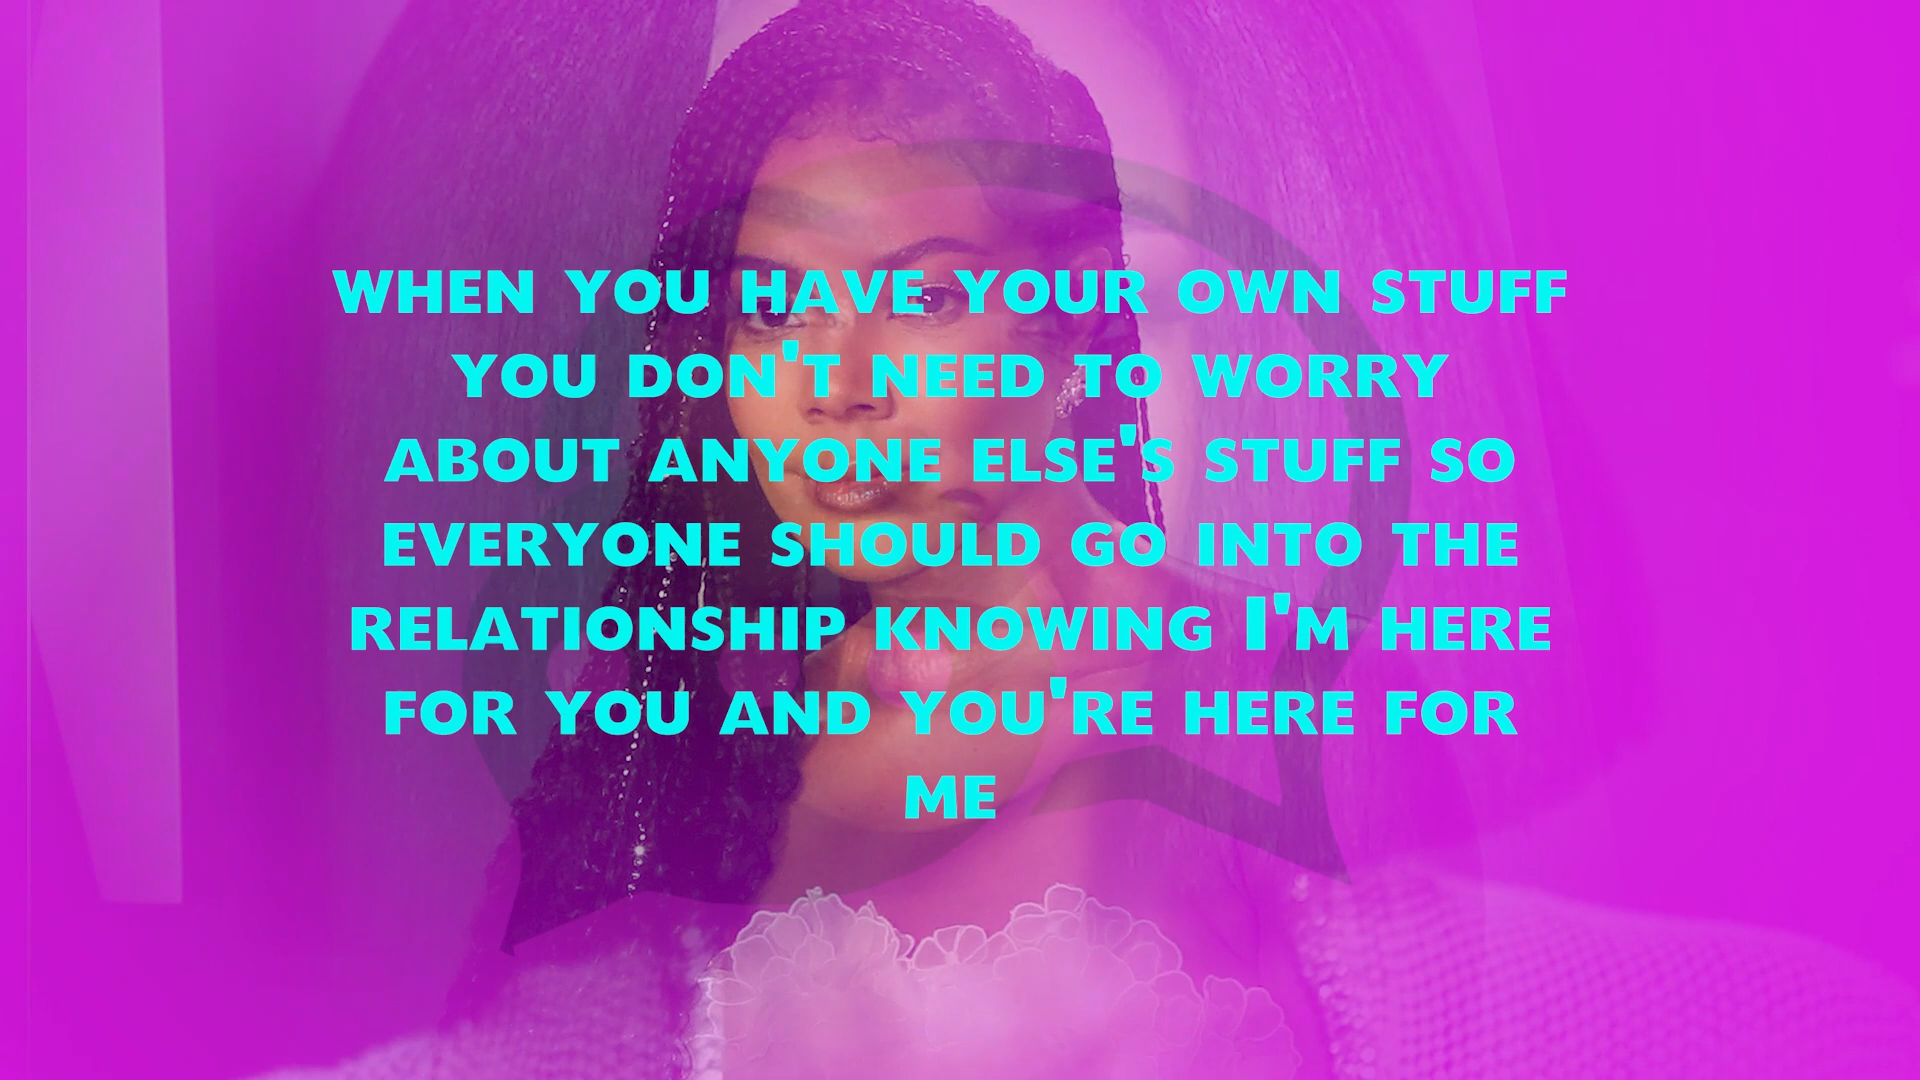 WHEN YOU HAVE YOUR OWN STUFF
YOU DON'T NEED TO WORRY
ABOUT ANYONE ELSE'S STUFF SO
EVERYONE SHOULD GO INTO THE
RELATIONSHIP KNOWING I'M HERE
FOR YOU AND YOU'RE HERE FOR
ME